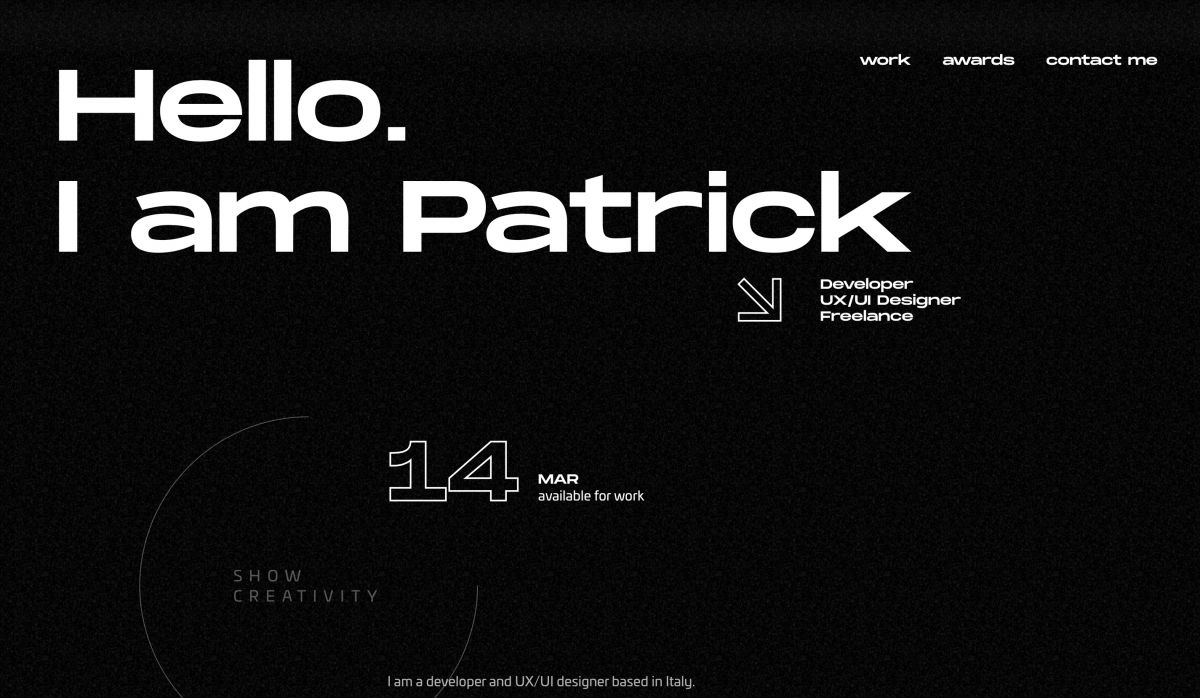 work awards contact me
Hello.
I am Patrick
Developer
UX/UI Designer
Freelance
14
MAR
available for work
SHOW
CREATIVITY
I am a developer and UX/UI designer based in Italy.